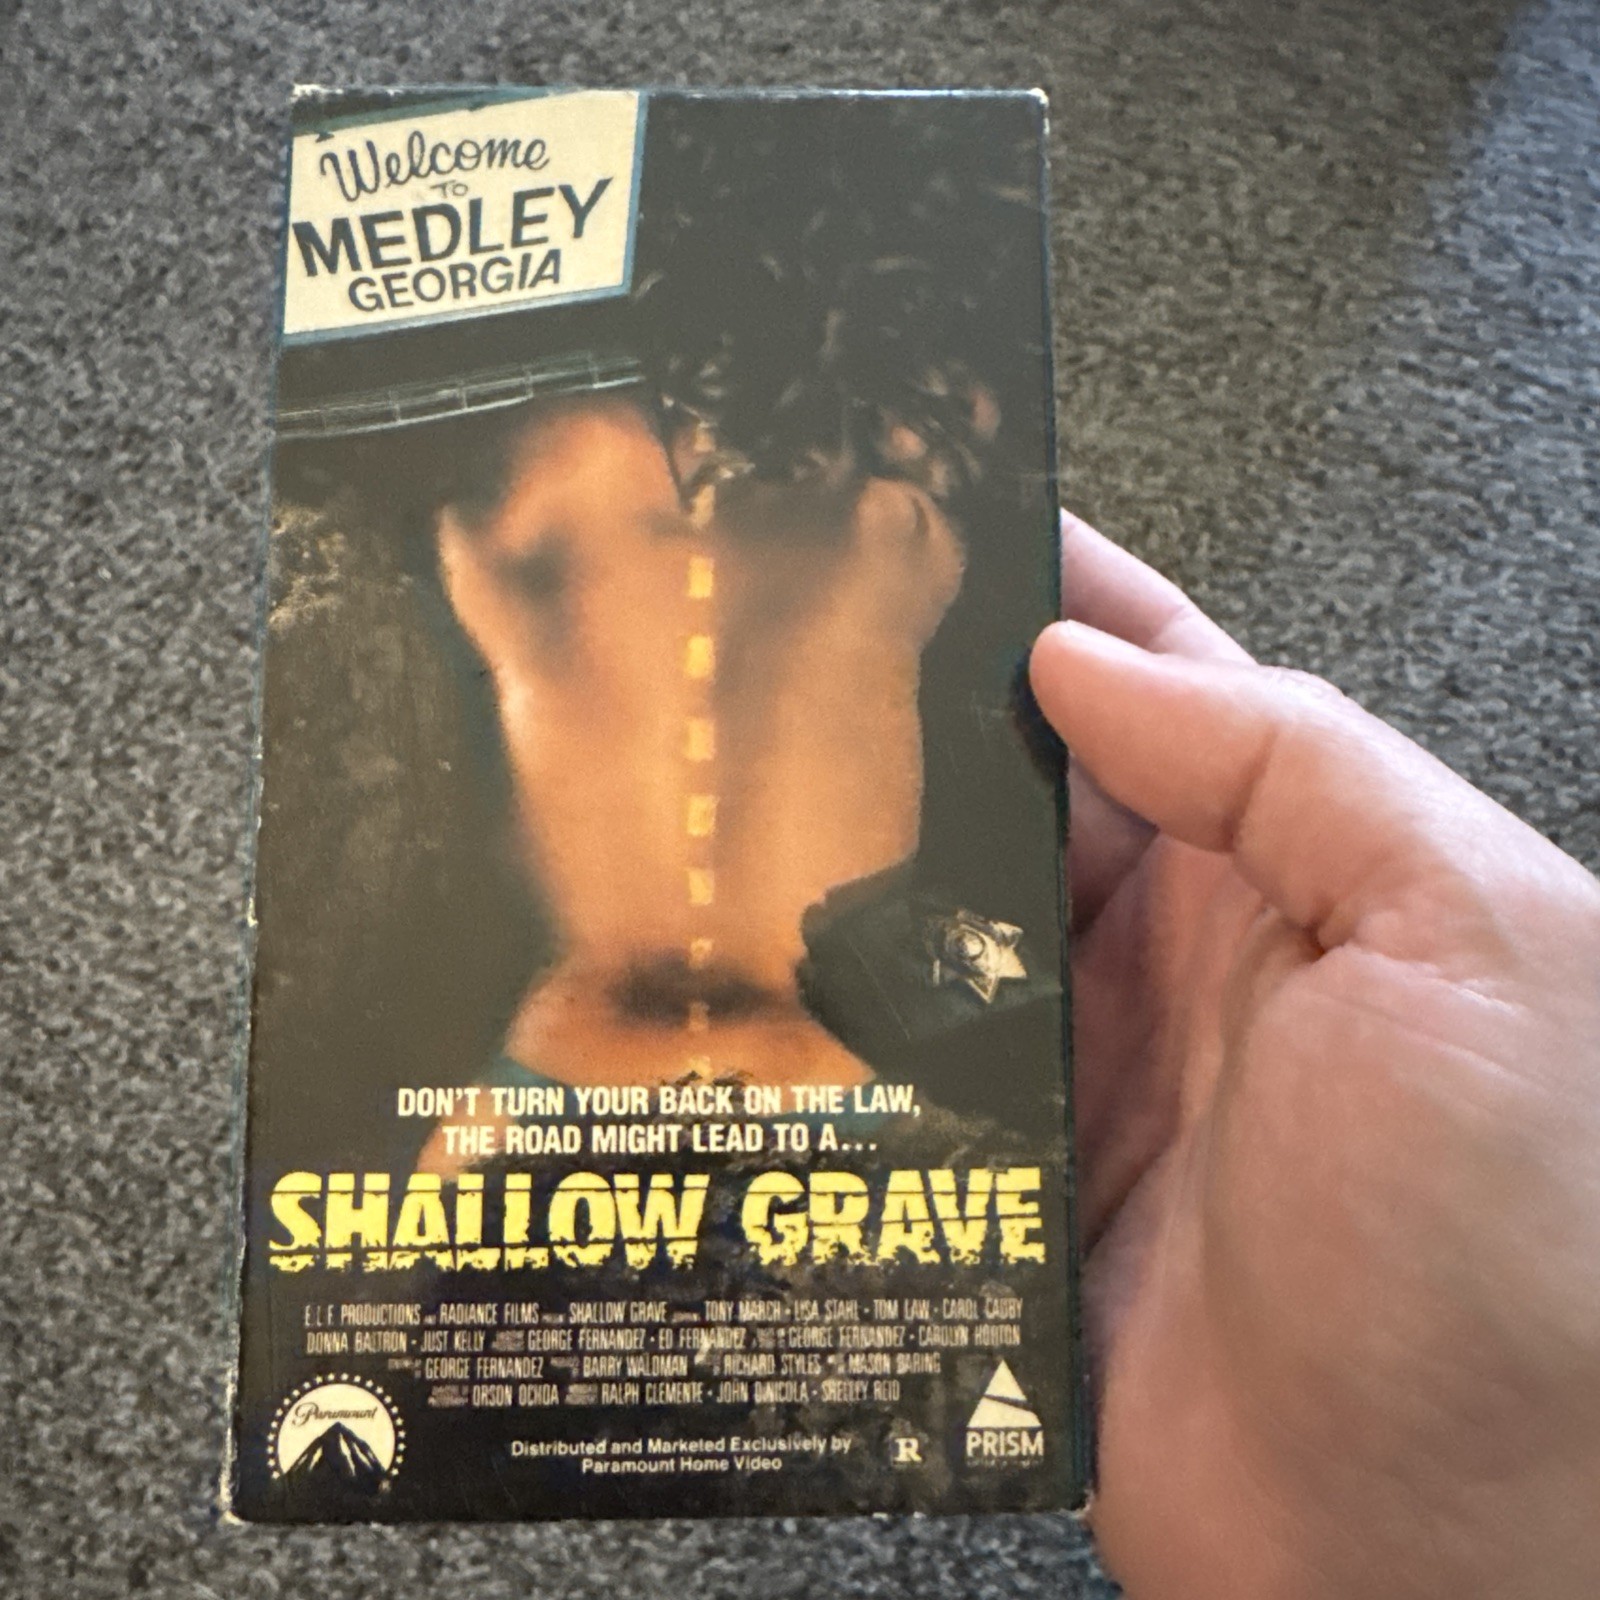 Welcome
TO
MEDLEY
GEORGIA
DON'T TURN YOUR BACK ON THE LAW,
THE ROAD MIGHT LEAD TO A...
SHALLOW GRAVE
E.L.F. PRODUCTIONS AND RADIANCE FILMS SHALLOW GRAVE TONY MARCH • LISA STAHL • TOM LAW • CAROL CADBY
DONNA BALTRON • JUST KELLY GEORGE FERNANDEZ • ED FERNANDEZ GEORGE FERNANDEZ • CAROLYN HORTON
GEORGE FERNANDEZ BARRY WALDMAN RICHARD STYLES MASON DARING
ORSON OCHOA RALPH CLEMENTE • JOHN DINICOLA • SHELLEY REID
Paramount
Distributed and Marketed Exclusively by
Paramount Home Video
R
PRISM